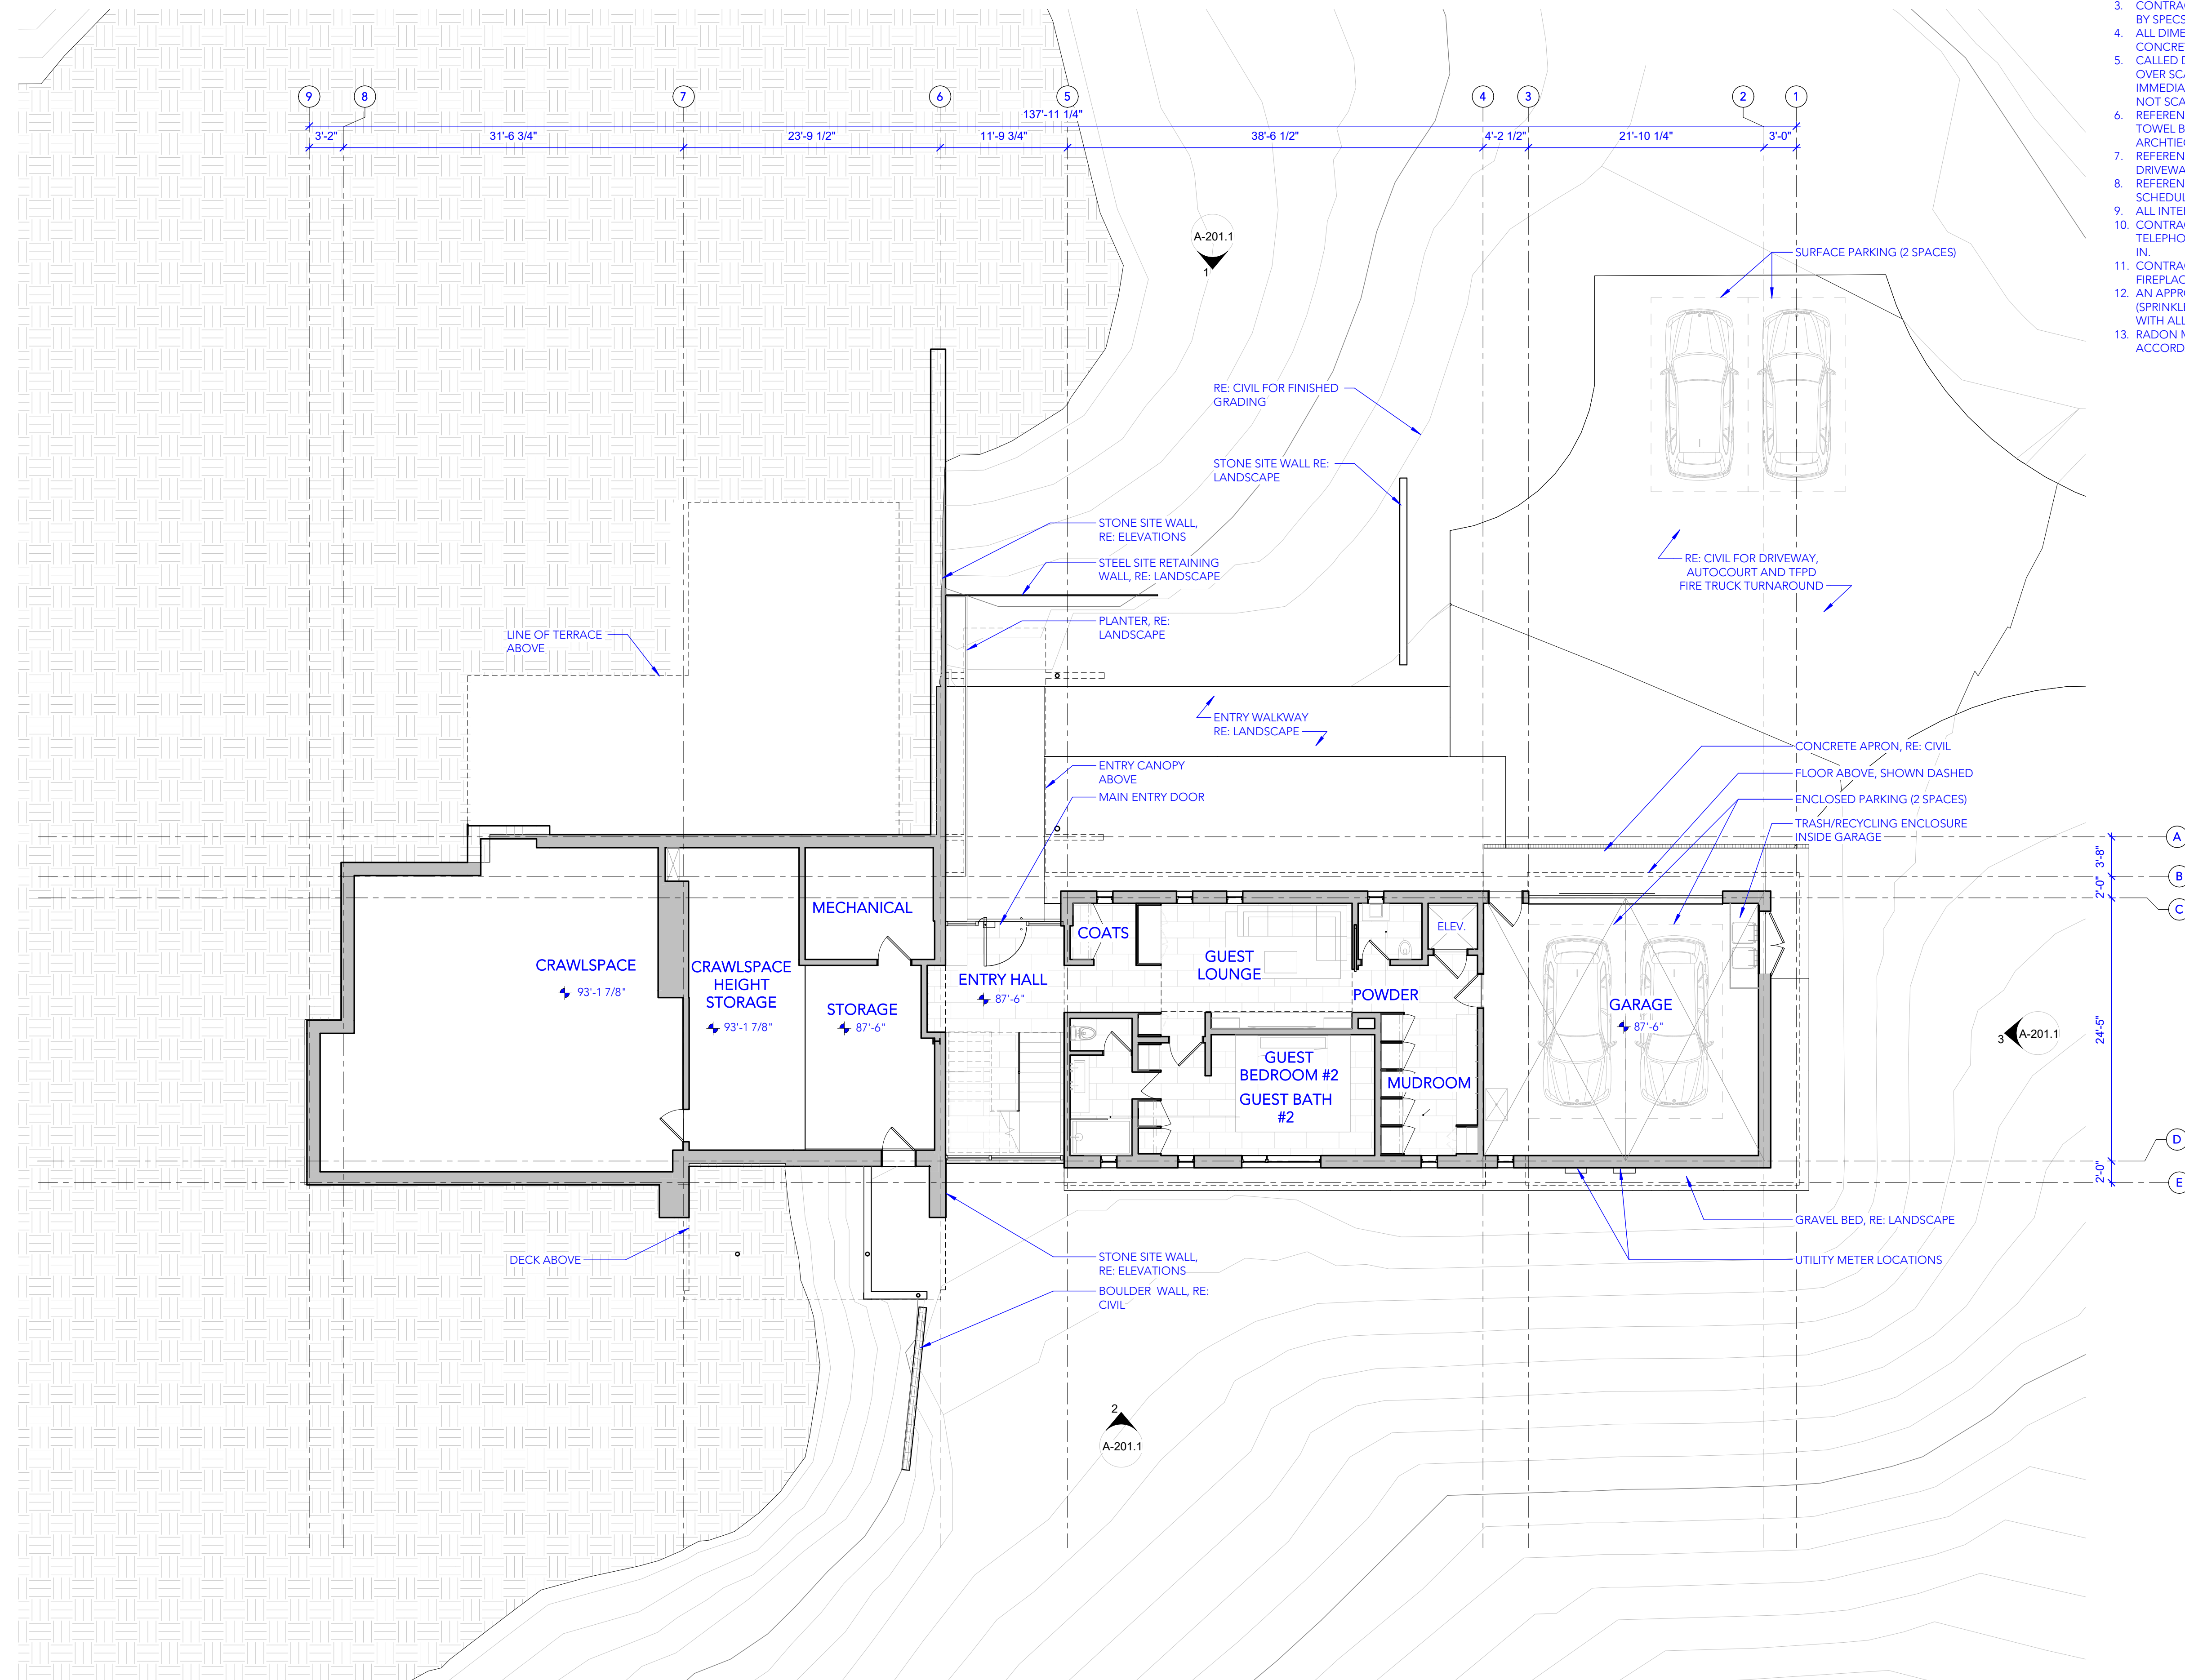 3. CONTRA
BY SPECS
4. ALL DIME
CONCRE
5. CALLED D
OVER SCA
IMMEDIA
NOT SCA
6. REFEREN
TOWEL B
ARCHTIE
7. REFEREN
DRIVEWA
8. REFEREN
SCHEDUL
9. ALL INTE
10. CONTRA
TELEPHO
IN.
11. CONTRA
FIREPLAC
12. AN APPR
(SPRINKL
WITH ALL
13. RADON M
ACCORD
9
8
7
6
5
4
3
2
1
137'-11 1/4"
3'-2"
31'-6 3/4"
23'-9 1/2"
11'-9 3/4"
38'-6 1/2"
4'-2 1/2"
21'-10 1/4"
3'-0"
A-201.1
1
SURFACE PARKING (2 SPACES)
RE: CIVIL FOR FINISHED
GRADING
STONE SITE WALL RE:
LANDSCAPE
STONE SITE WALL,
RE: ELEVATIONS
STEEL SITE RETAINING
WALL, RE: LANDSCAPE
RE: CIVIL FOR DRIVEWAY,
AUTOCOURT AND TFPD
FIRE TRUCK TURNAROUND
PLANTER, RE:
LANDSCAPE
LINE OF TERRACE
ABOVE
ENTRY WALKWAY
RE: LANDSCAPE
ENTRY CANOPY
ABOVE
MAIN ENTRY DOOR
CONCRETE APRON, RE: CIVIL
FLOOR ABOVE, SHOWN DASHED
ENCLOSED PARKING (2 SPACES)
TRASH/RECYCLING ENCLOSURE
INSIDE GARAGE
A
3'-8"
B
2'-0"
C
24'-5"
D
2'-0"
E
MECHANICAL
COATS
ELEV.
CRAWLSPACE
93'-1 7/8"
CRAWLSPACE
HEIGHT
STORAGE
93'-1 7/8"
STORAGE
87'-6"
ENTRY HALL
87'-6"
GUEST
LOUNGE
POWDER
GARAGE
87'-6"
GUEST
BEDROOM #2
GUEST BATH
#2
MUDROOM
3
A-201.1
GRAVEL BED, RE: LANDSCAPE
UTILITY METER LOCATIONS
DECK ABOVE
STONE SITE WALL,
RE: ELEVATIONS
BOULDER WALL, RE:
CIVIL
2
A-201.1